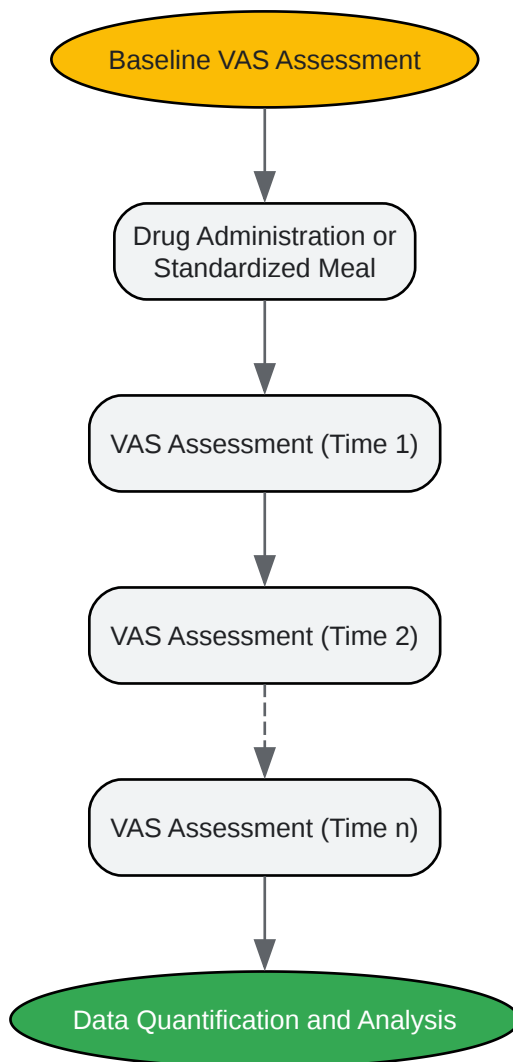 Baseline VAS Assessment
Drug Administration or
Standardized Meal
VAS Assessment (Time 1)
VAS Assessment (Time 2)
VAS Assessment (Time n)
Data Quantification and Analysis